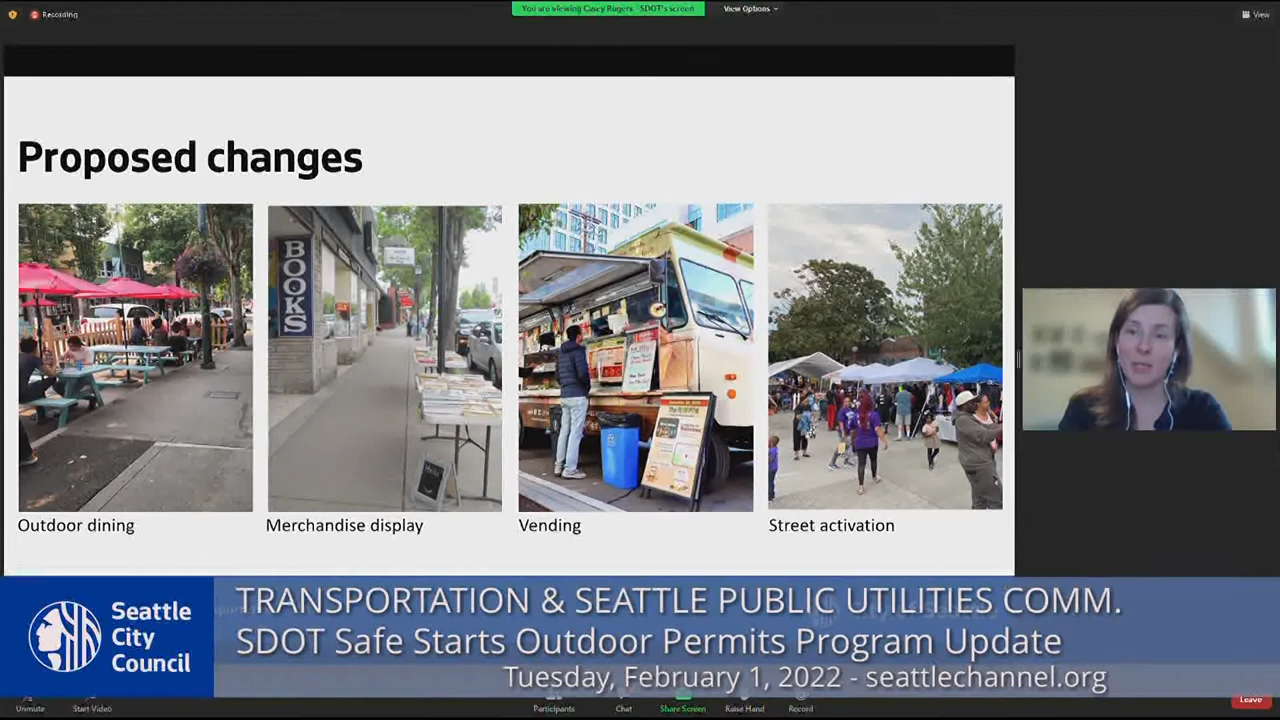 Recording
You are viewing Casey Rogers - SDOT's screen
View Options
View
Proposed changes
BOOKS
Outdoor dining
Merchandise display
Vending
Street activation
Seattle
City
Council
TRANSPORTATION & SEATTLE PUBLIC UTILITIES COMM.
SDOT Safe Starts Outdoor Permits Program Update
Tuesday, February 1, 2022 - seattlechannel.org
Unmute
Start Video
Participants
Chat
Share Screen
Raise Hand
Record
Leave